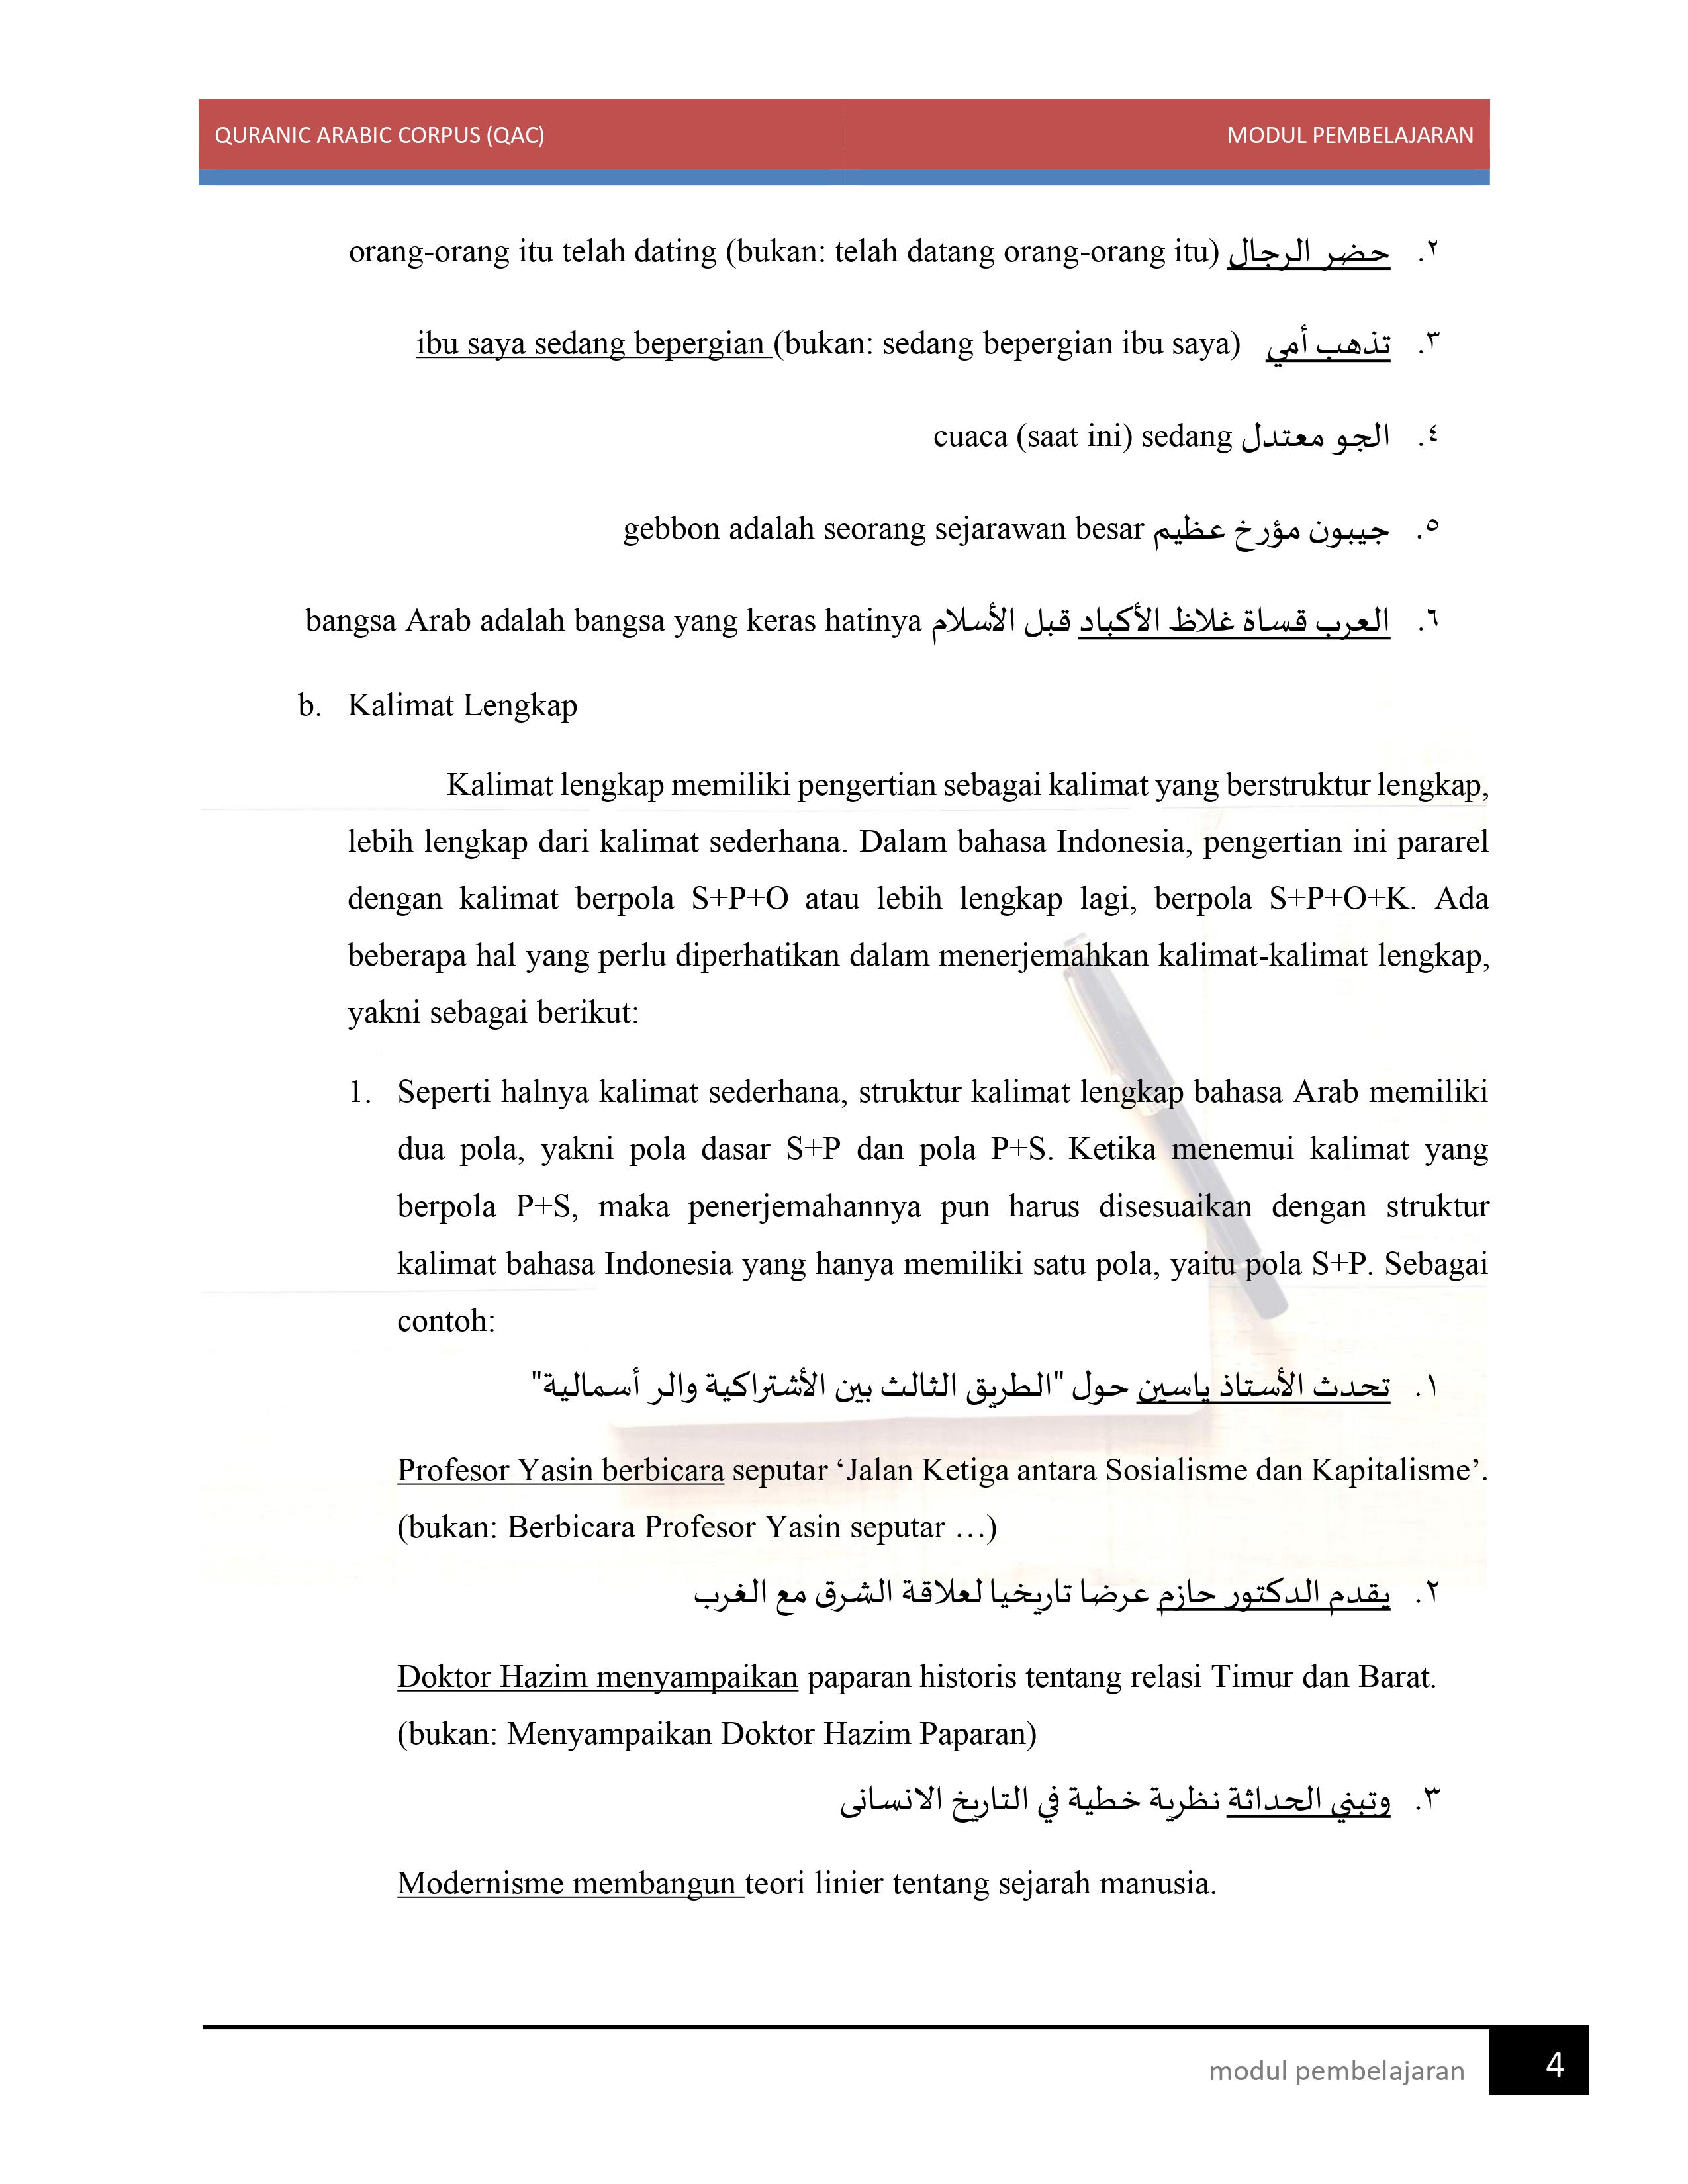 QURANIC ARABIC CORPUS (QAC) MODUL PEMBELAJARAN
٢. حضر الرجال orang-orang itu telah dating (bukan: telah datang orang-orang itu)
٣. تذهب أمي ibu saya sedang bepergian (bukan: sedang bepergian ibu saya)
٤. الجو معتدل cuaca (saat ini) sedang
٥. جيبون مؤرخ عظيم gebbon adalah seorang sejarawan besar
٦. العرب قساة غلاظ الأكباد قبل الأسلام bangsa Arab adalah bangsa yang keras hatinya
b. Kalimat Lengkap
Kalimat lengkap memiliki pengertian sebagai kalimat yang berstruktur lengkap,
lebih lengkap dari kalimat sederhana. Dalam bahasa Indonesia, pengertian ini pararel
dengan kalimat berpola S+P+O atau lebih lengkap lagi, berpola S+P+O+K. Ada
beberapa hal yang perlu diperhatikan dalam menerjemahkan kalimat-kalimat lengkap,
yakni sebagai berikut:
1. Seperti halnya kalimat sederhana, struktur kalimat lengkap bahasa Arab memiliki
dua pola, yakni pola dasar S+P dan pola P+S. Ketika menemui kalimat yang
berpola P+S, maka penerjemahannya pun harus disesuaikan dengan struktur
kalimat bahasa Indonesia yang hanya memiliki satu pola, yaitu pola S+P. Sebagai
contoh:
١. تحدث الأستاذ ياسين حول "الطريق الثالث بين الأشتراكية والر أسمالية"
Profesor Yasin berbicara seputar ‘Jalan Ketiga antara Sosialisme dan Kapitalisme’.
(bukan: Berbicara Profesor Yasin seputar …)
٢. يقدم الدكتور حازم عرضا تاريخيا لعلاقة الشرق مع الغرب
Doktor Hazim menyampaikan paparan historis tentang relasi Timur dan Barat.
(bukan: Menyampaikan Doktor Hazim Paparan)
٣. وتبني الحداثة نظرية خطية في التاريخ الانسانى
Modernisme membangun teori linier tentang sejarah manusia.
modul pembelajaran 4